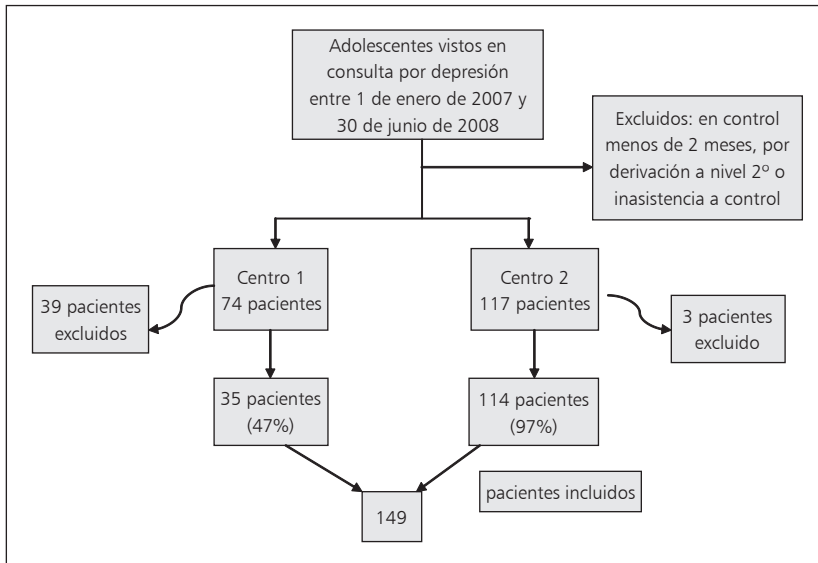 Adolescentes vistos en
consulta por depresión
entre 1 de enero de 2007 y
30 de junio de 2008
Excluidos: en control
menos de 2 meses, por
derivación a nivel 2º o
inasistencia a control
Centro 1
74 pacientes
Centro 2
117 pacientes
39 pacientes
excluidos
3 pacientes
excluido
35 pacientes
(47%)
114 pacientes
(97%)
pacientes incluidos
149